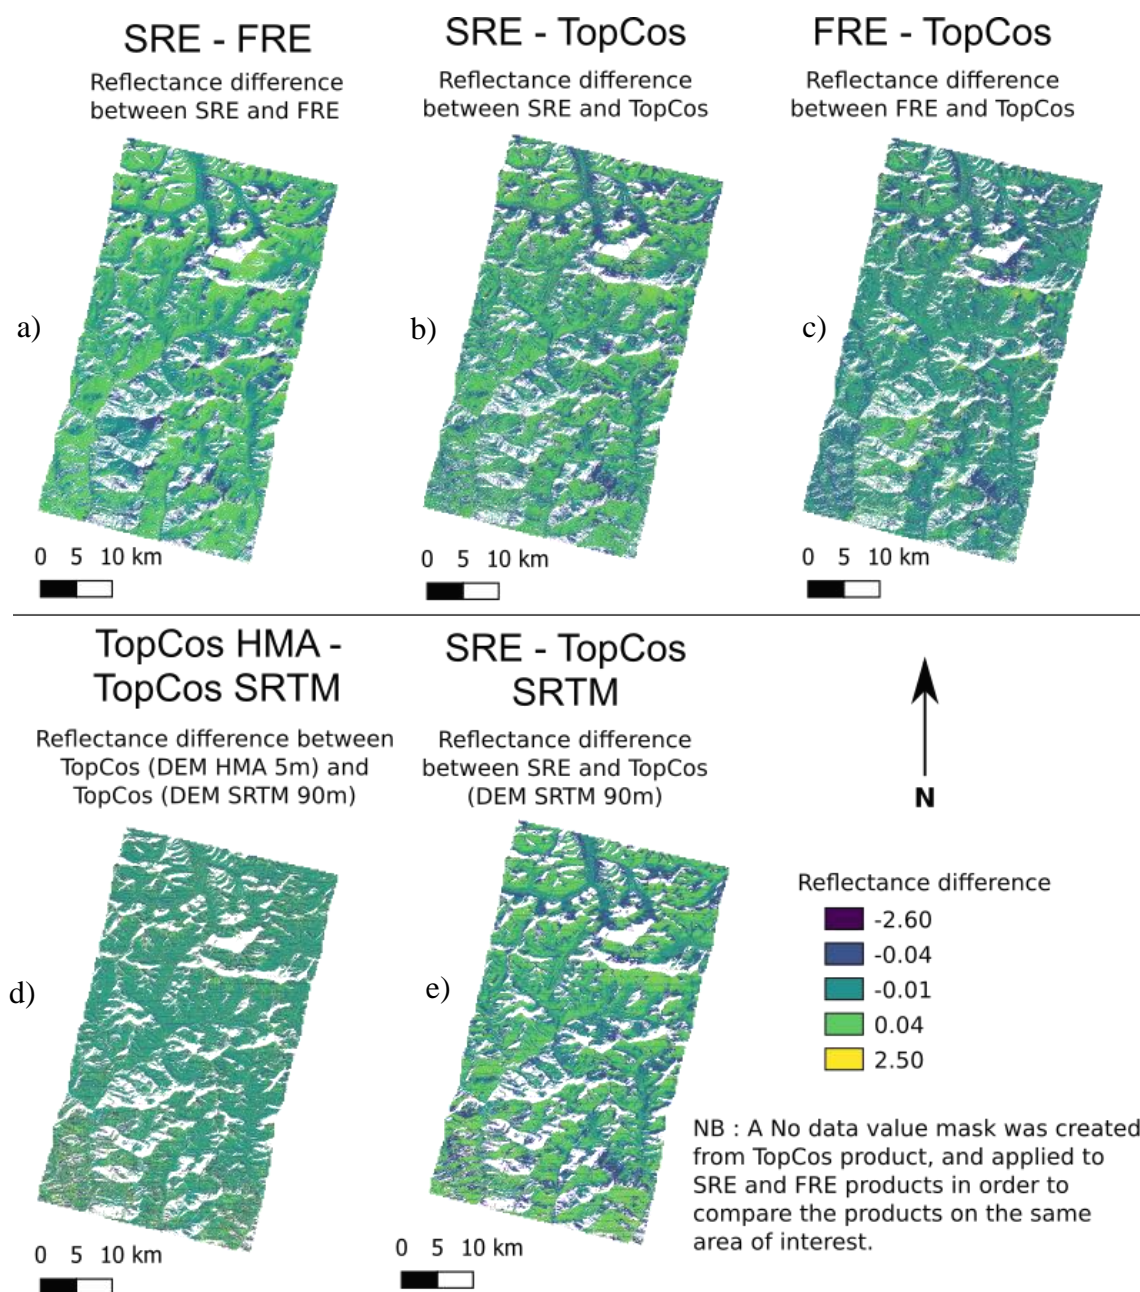 SRE - FRE
Reflectance difference
between SRE and FRE
SRE - TopCos
Reflectance difference
between SRE and TopCos
FRE - TopCos
Reflectance difference
between FRE and TopCos
a)
b)
c)
0 5 10 km
0 5 10 km
0 5 10 km
TopCos HMA -
TopCos SRTM
Reflectance difference between
TopCos (DEM HMA 5m) and
TopCos (DEM SRTM 90m)
SRE - TopCos
SRTM
Reflectance difference
between SRE and TopCos
(DEM SRTM 90m)
N
d)
e)
0 5 10 km
0 5 10 km
Reflectance difference
-2.60
-0.04
-0.01
0.04
2.50
NB : A No data value mask was created
from TopCos product, and applied to
SRE and FRE products in order to
compare the products on the same
area of interest.